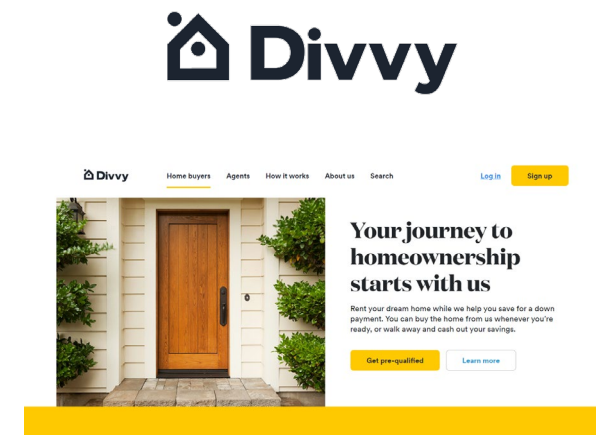 Divvy
Divvy Home buyers Agents How it works About us Search Log in Sign up
Your journey to
homeownership
starts with us
Rent your dream home while we help you save for a down
payment. You can buy the home from us whenever you're
ready, or walk away and cash out your savings.
Get pre-qualified Learn more